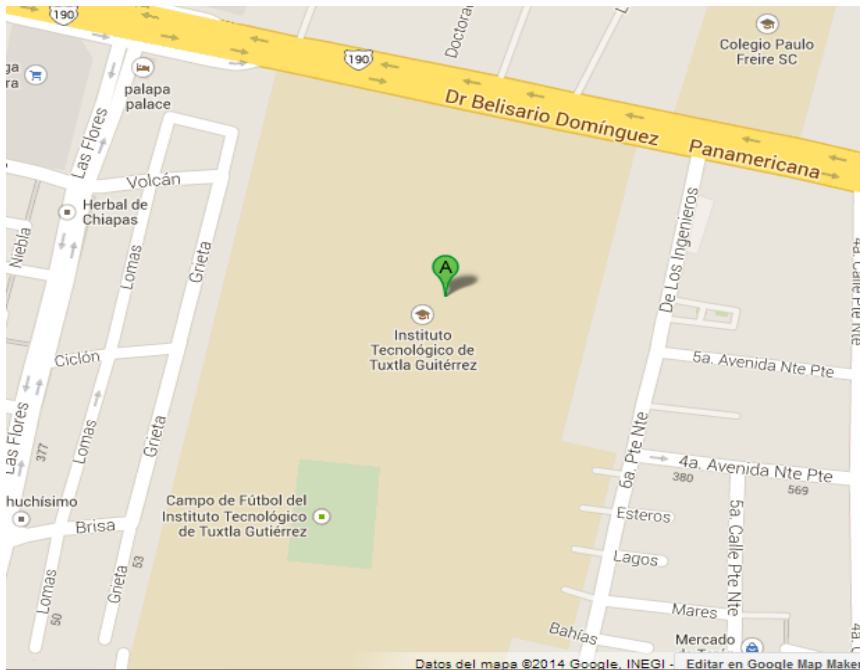 190
190
Doctorad
Colegio Paulo
Freire SC
palapa
palace
Dr Belisario Domínguez
Panamericana
Las Flores
Volcán
Herbal de
Chiapas
Niebla
Lomas
Grieta
De Los Ingenieros
4a. Calle Pte Nte
A
Instituto
Tecnológico de
Tuxtla Guitérrez
Ciclón
5a. Avenida Nte Pte
Las Flores
377
Lomas
Grieta
6a. Pte Nte
4a. Avenida Nte Pte
380
569
huchísimo
Campo de Fútbol del
Instituto Tecnológico
de Tuxtla Gutiérrez
Brisa
Esteros
5a. Calle Pte Nte
Lagos
53
Grieta
Lomas
50
Mares
Bahías
Mercado
4a.
Datos del mapa ©2014 Google, INEGI - Editar en Google Map Maker